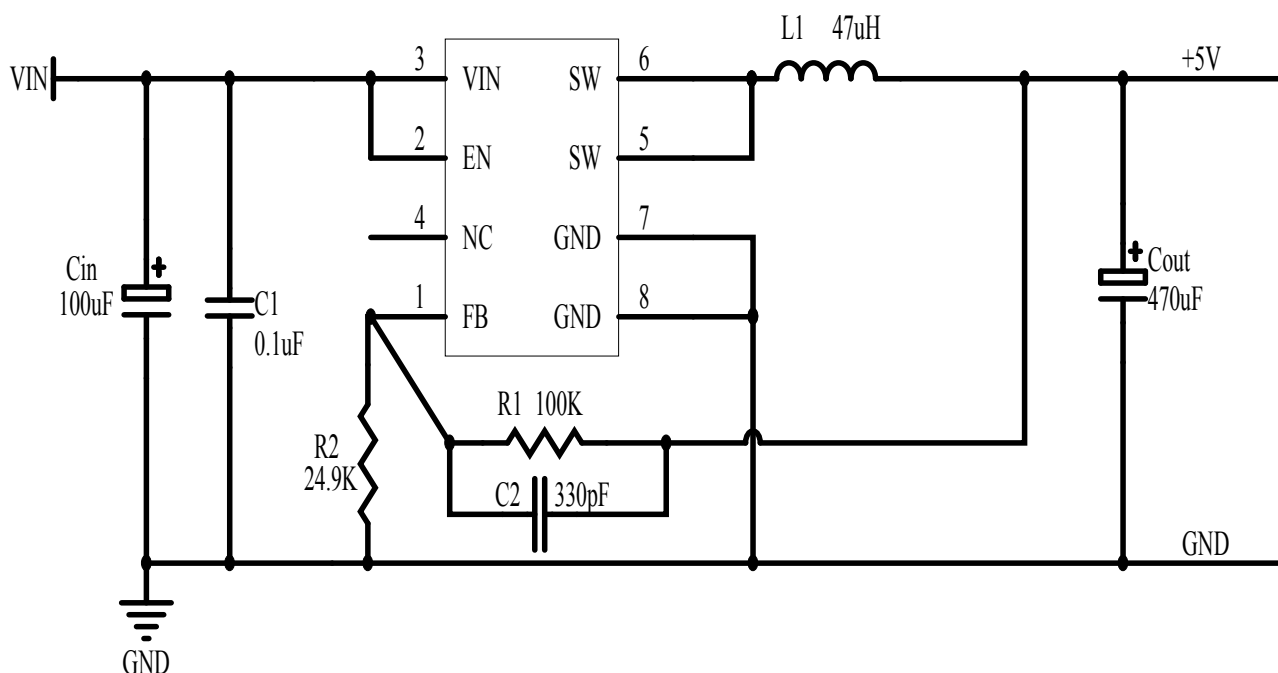 L1 47uH
VIN
3 VIN SW 6
+5V
2 EN SW 5
4 NC GND 7
Cin
100uF
C1
0.1uF
1 FB GND 8
Cout
470uF
R1 100K
R2
24.9K
C2 330pF
GND
GND